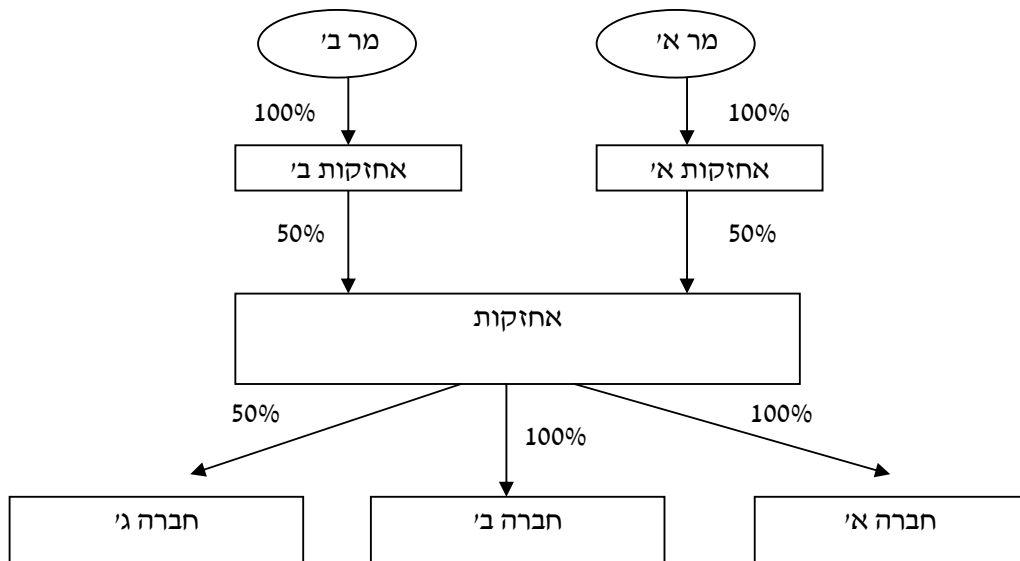 מר א' מר ב'
100% 100%
אחזקות א' אחזקות ב'
50% 50%
אחזקות
100% 100% 50%
חברה א' חברה ב' חברה ג'